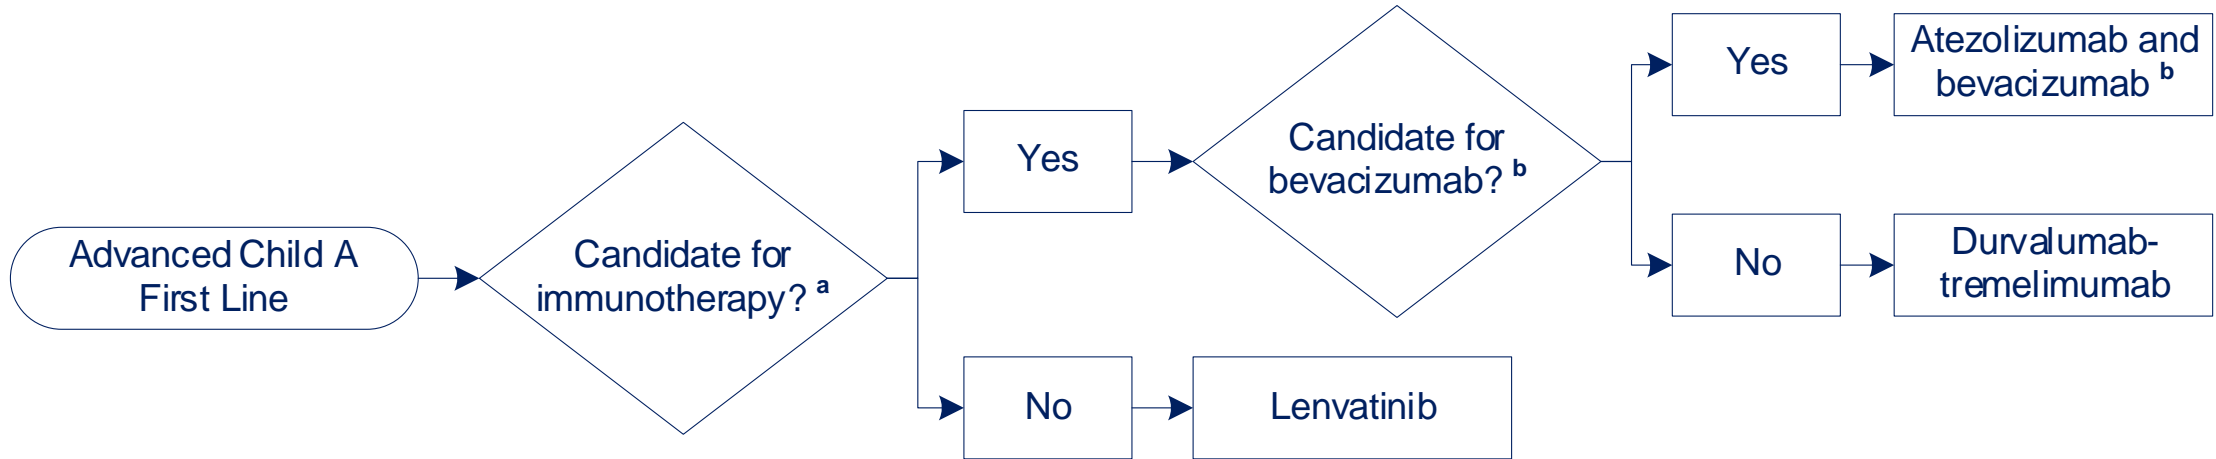 Advanced Child A
First Line
Candidate for
immunotherapy? a
Yes
No
Lenvatinib
Candidate for
bevacizumab? b
Yes
Atezolizumab and
bevacizumab b
No
Durvalumab-
tremelimumab